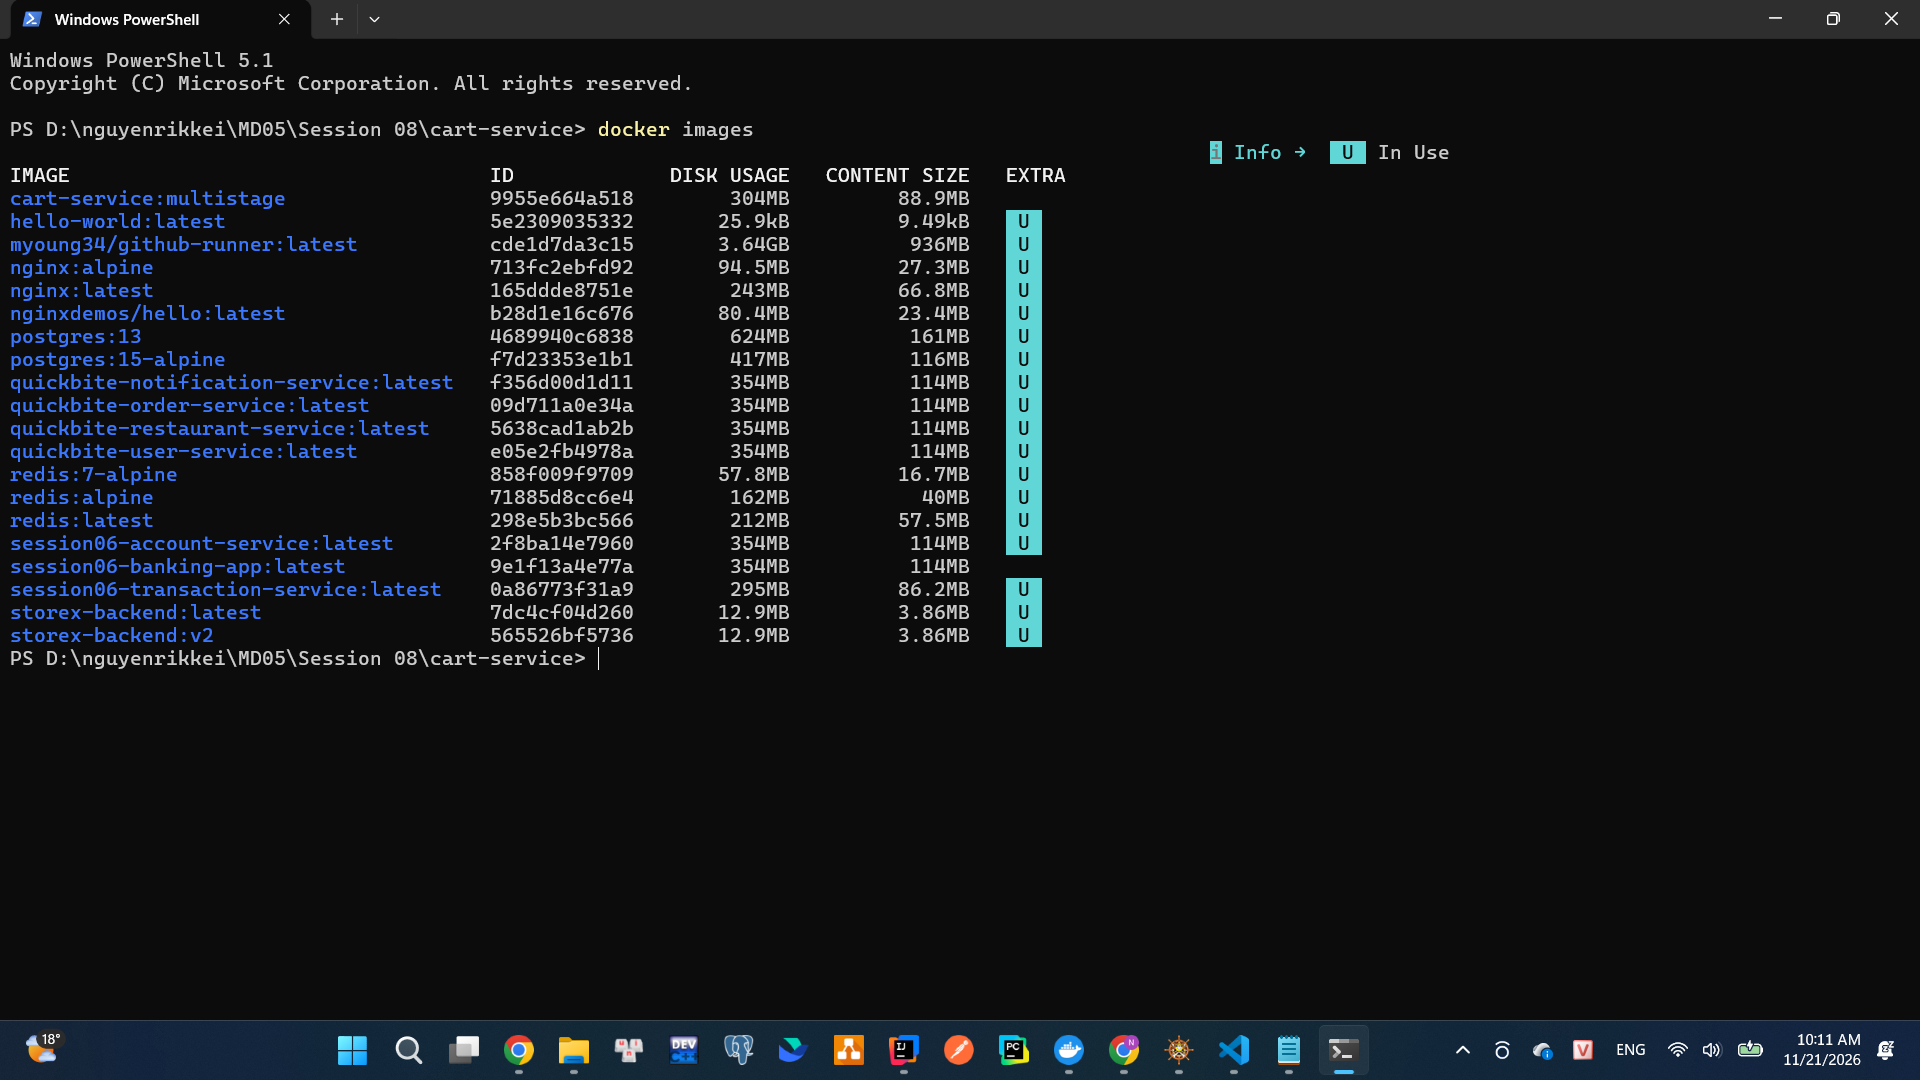 Windows PowerShell
Windows PowerShell 5.1
Copyright (C) Microsoft Corporation. All rights reserved.
PS D:\nguyenrikkei\MD05\Session 08\cart-service> docker images
i Info → U In Use
IMAGE ID DISK USAGE CONTENT SIZE EXTRA
cart-service:multistage 9955e664a518 304MB 88.9MB
hello-world:latest 5e2309035332 25.9kB 9.49kB U
myoung34/github-runner:latest cde1d7da3c15 3.64GB 936MB U
nginx:alpine 713fc2ebfd92 94.5MB 27.3MB U
nginx:latest 165ddde8751e 243MB 66.8MB U
nginxdemos/hello:latest b28d1e16c676 80.4MB 23.4MB U
postgres:13 4689940c6838 624MB 161MB U
postgres:15-alpine f7d23353e1b1 417MB 116MB U
quickbite-notification-service:latest f356d00d1d11 354MB 114MB U
quickbite-order-service:latest 09d711a0e34a 354MB 114MB U
quickbite-restaurant-service:latest 5638cad1ab2b 354MB 114MB U
quickbite-user-service:latest e05e2fb4978a 354MB 114MB U
redis:7-alpine 858f009f9709 57.8MB 16.7MB U
redis:alpine 71885d8cc6e4 162MB 40MB U
redis:latest 298e5b3bc566 212MB 57.5MB U
session06-account-service:latest 2f8ba14e7960 354MB 114MB U
session06-banking-app:latest 9e1f13a4e77a 354MB 114MB
session06-transaction-service:latest 0a86773f31a9 295MB 86.2MB U
storex-backend:latest 7dc4cf04d260 12.9MB 3.86MB U
storex-backend:v2 565526bf5736 12.9MB 3.86MB U
PS D:\nguyenrikkei\MD05\Session 08\cart-service>
18°
DEV
IJ
PC
N
V
ENG
10:11 AM
11/21/2026